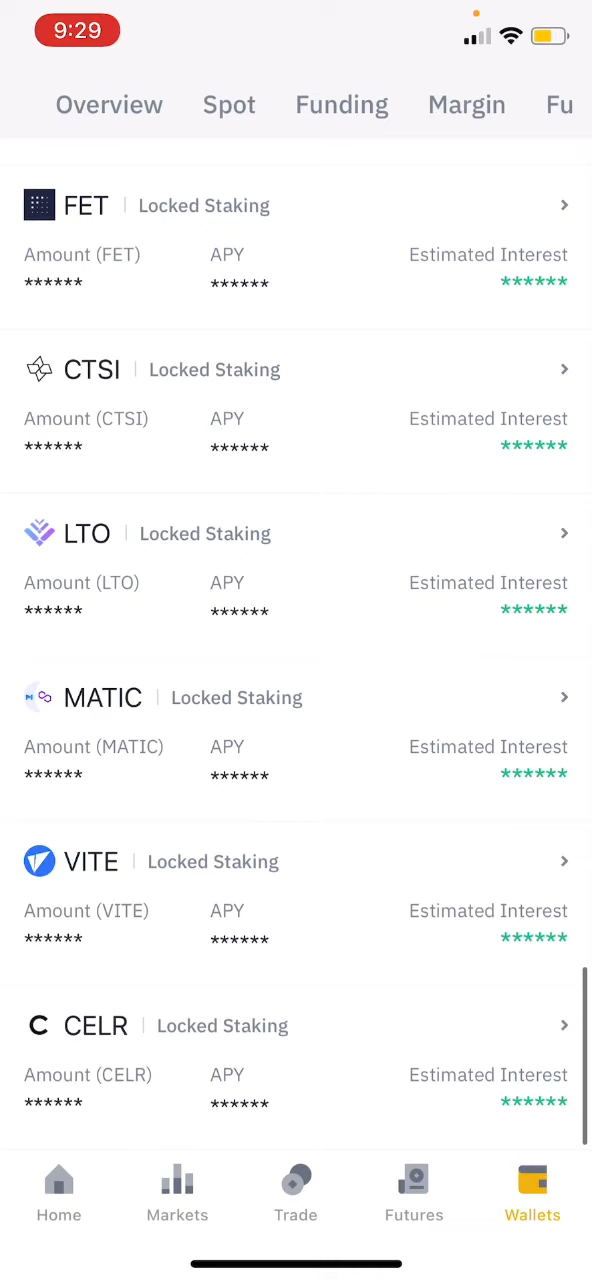 9:29
Overview Spot Funding Margin Fu
FET Locked Staking
Amount (FET) APY Estimated Interest
****** ****** ******
CTSI Locked Staking
Amount (CTSI) APY Estimated Interest
****** ****** ******
LTO Locked Staking
Amount (LTO) APY Estimated Interest
****** ****** ******
MATIC Locked Staking
Amount (MATIC) APY Estimated Interest
****** ****** ******
VITE Locked Staking
Amount (VITE) APY Estimated Interest
****** ****** ******
CELR Locked Staking
Amount (CELR) APY Estimated Interest
****** ****** ******
Home Markets Trade Futures Wallets